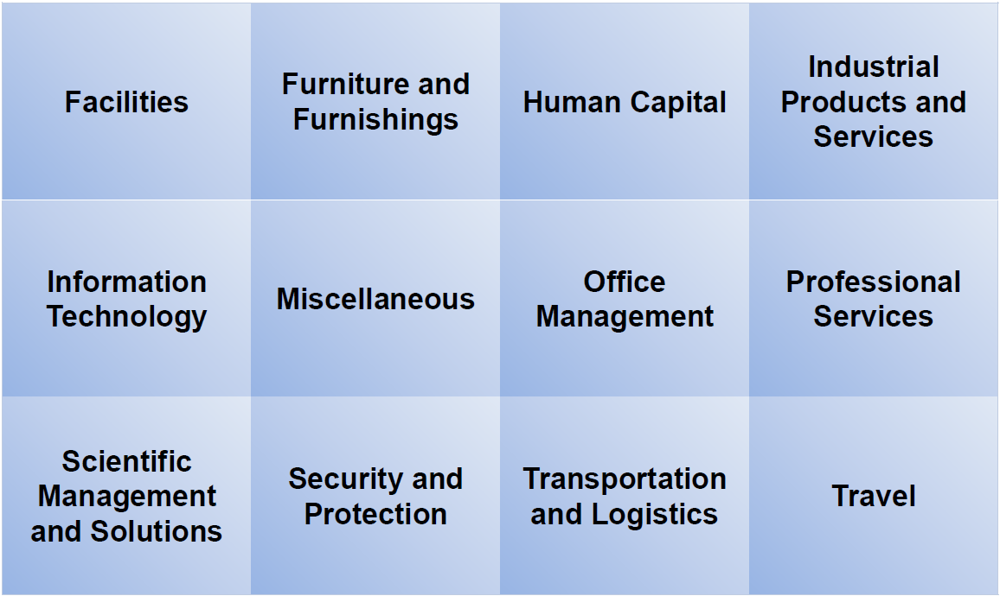 Facilities
Furniture and
Furnishings
Human Capital
Industrial
Products and
Services
Information
Technology
Miscellaneous
Office
Management
Professional
Services
Scientific
Management
and Solutions
Security and
Protection
Transportation
and Logistics
Travel